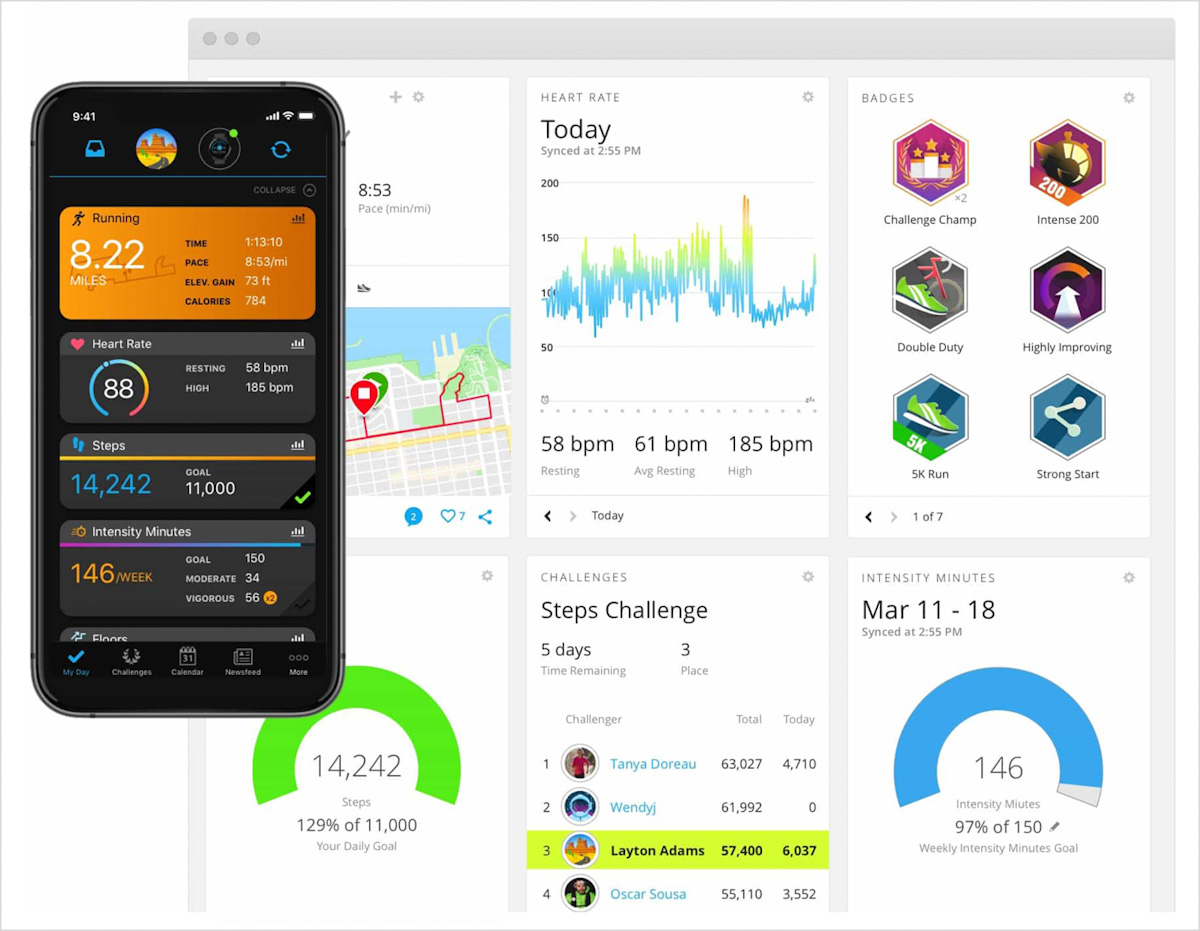 9:41
COLLAPSE
Running
8.22
MILES
TIME 1:13:10
PACE 8:53/mi
ELEV. GAIN 73 ft
CALORIES 784
Heart Rate
88
RESTING 58 bpm
HIGH 185 bpm
Steps
14,242
GOAL
11,000
Intensity Minutes
146/WEEK
GOAL 150
MODERATE 34
VIGOROUS 56 x2
Floors
31
My Day Challenges Calendar Newsfeed More
8:53
Pace (min/mi)
2 7
HEART RATE
Today
Synced at 2:55 PM
200
150
100
50
58 bpm 61 bpm 185 bpm
Resting Avg Resting High
Today
BADGES
×2
Challenge Champ
200
Intense 200
Double Duty
Highly Improving
5K
5K Run
Strong Start
1 of 7
14,242
Steps
129% of 11,000
Your Daily Goal
CHALLENGES
Steps Challenge
5 days 3
Time Remaining Place
Challenger Total Today
1 Tanya Doreau 63,027 4,710
2 Wendyj 61,992 0
3 Layton Adams 57,400 6,037
4 Oscar Sousa 55,110 3,552
INTENSITY MINUTES
Mar 11 - 18
Synced at 2:55 PM
146
Intensity Miutes
97% of 150
Weekly Intensity Minutes Goal